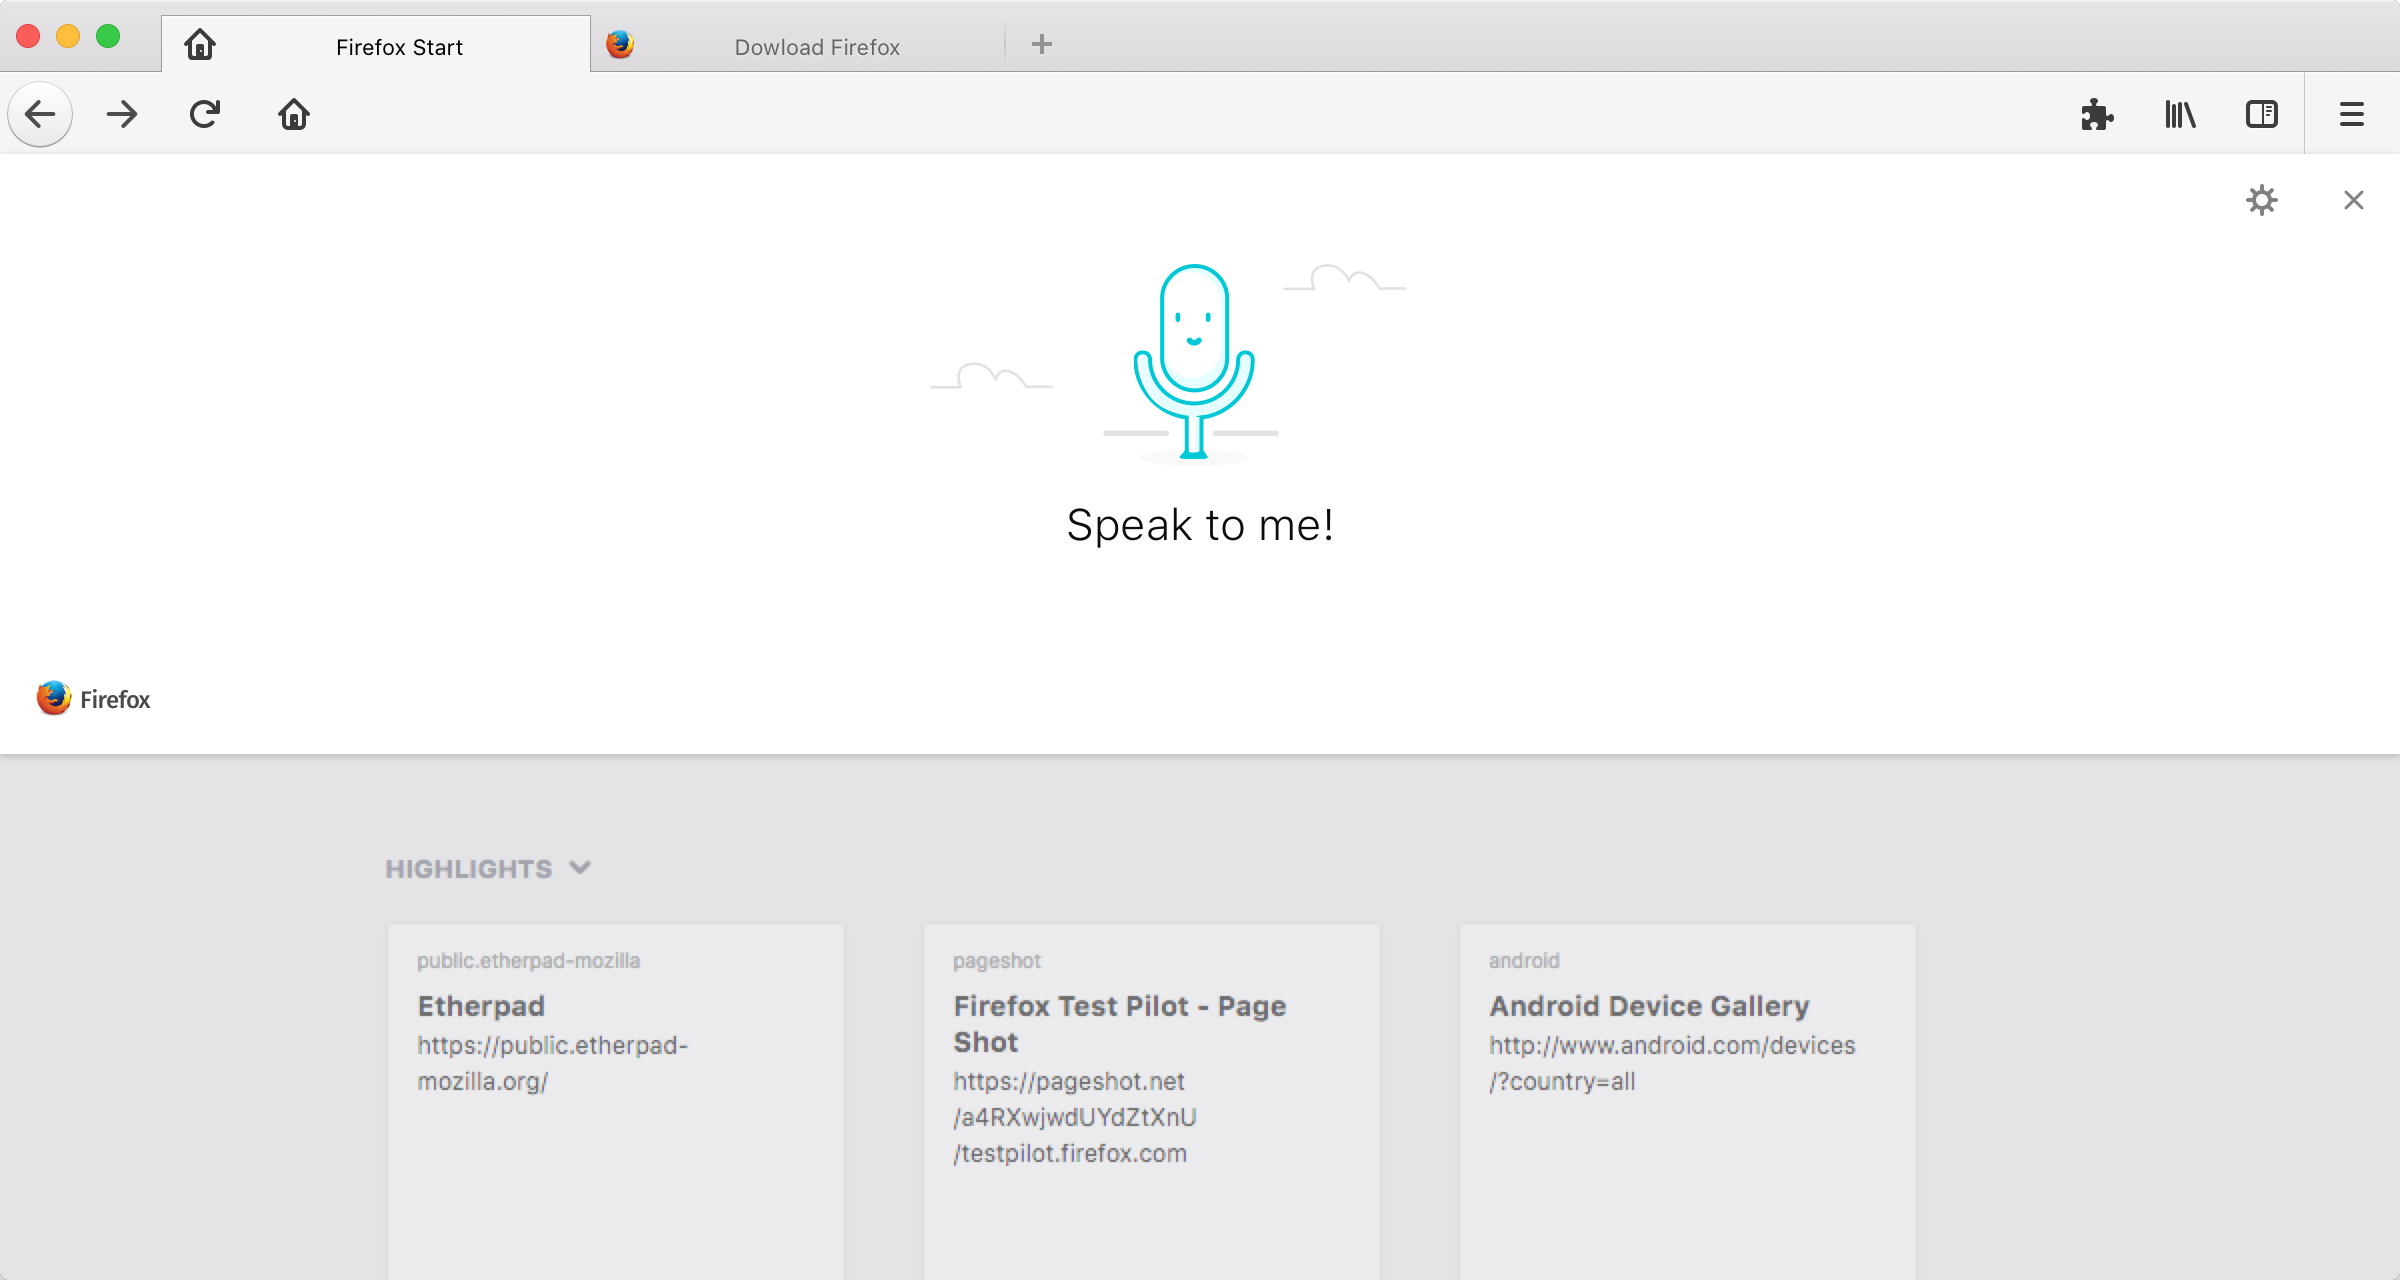 Firefox Start
Dowload Firefox
Speak to me!
Firefox
HIGHLIGHTS
public.etherpad-mozilla
Etherpad
https://public.etherpad-
mozilla.org/
pageshot
Firefox Test Pilot - Page
Shot
https://pageshot.net
/a4RXwjwdUYdZtXnU
/testpilot.firefox.com
android
Android Device Gallery
http://www.android.com/devices
/?country=all